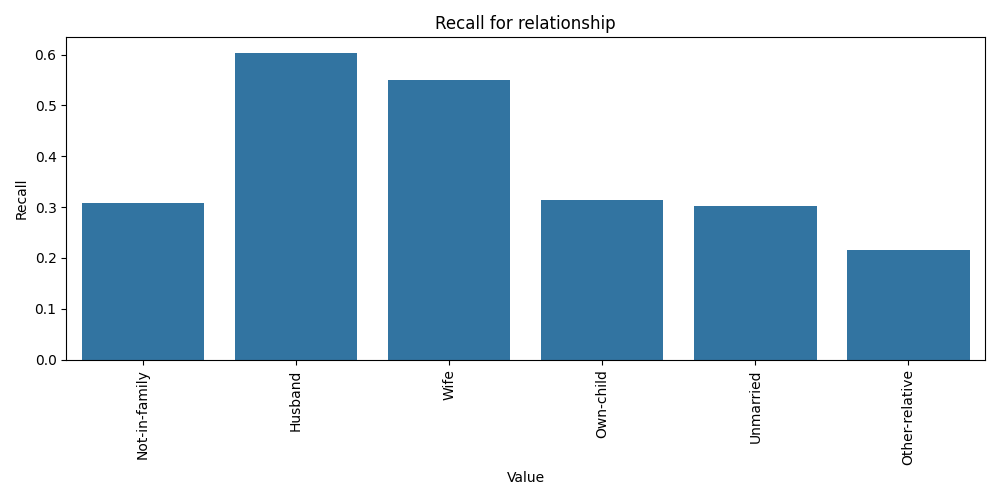 Recall for relationship
Recall
0.6
0.5
0.4
0.3
0.2
0.1
0.0
Not-in-family
Husband
Wife
Own-child
Unmarried
Other-relative
Value